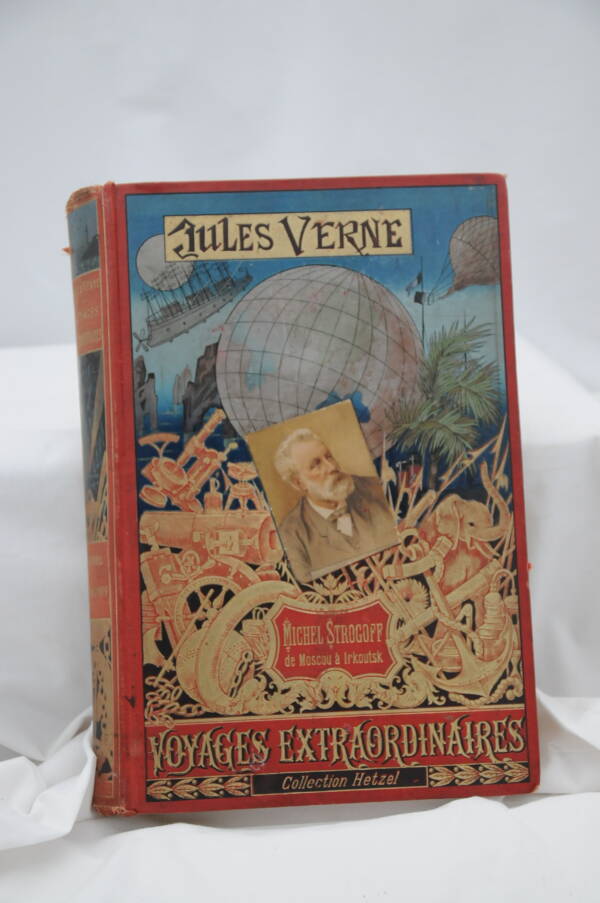 JULES VERNE
MICHEL STROGOFF
de Moscou à Irkoutsk
VOYAGES EXTRAORDINAIRES
Collection Hetzel